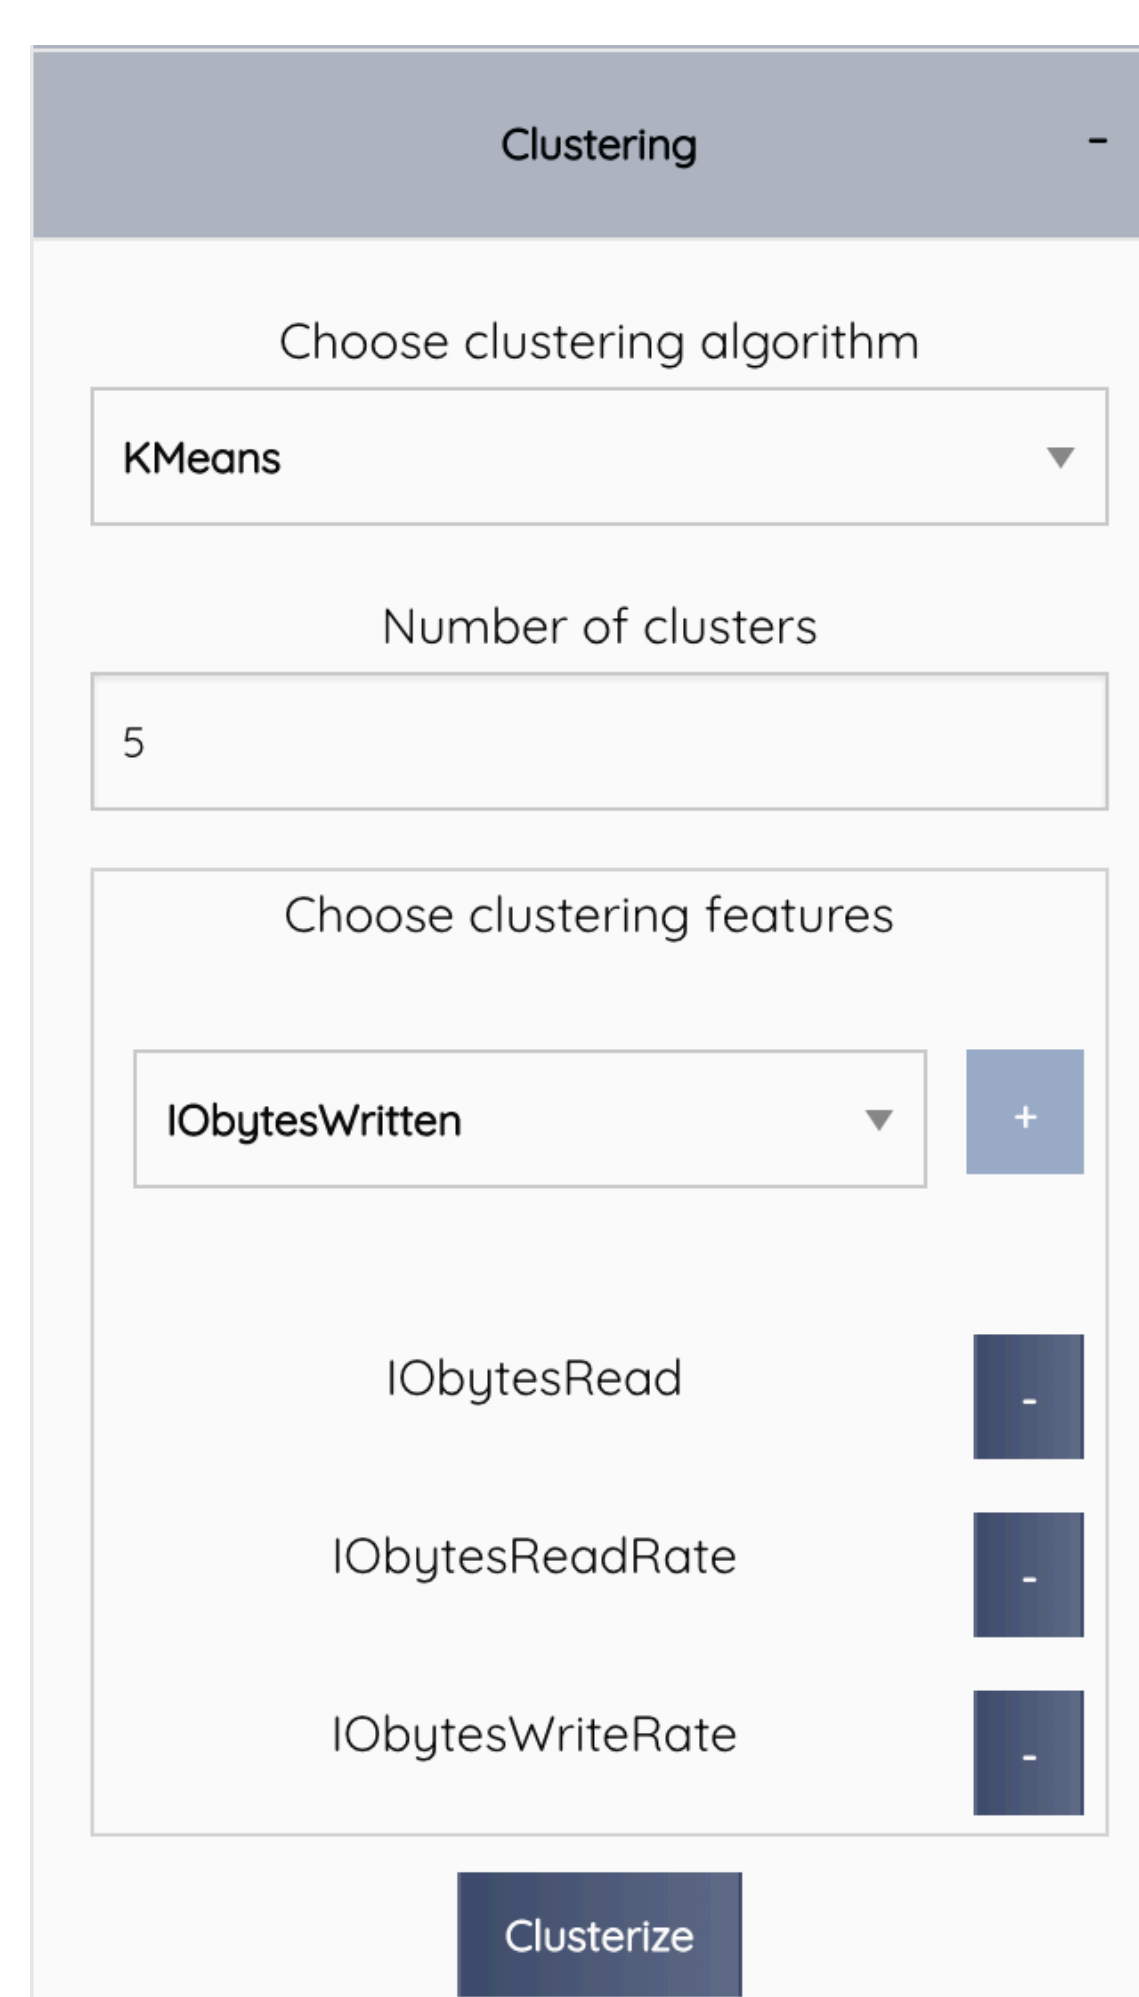 Clustering -
Choose clustering algorithm
KMeans
Number of clusters
5
Choose clustering features
IObytesWritten +
IObytesRead -
IObytesReadRate -
IObytesWriteRate -
Clusterize